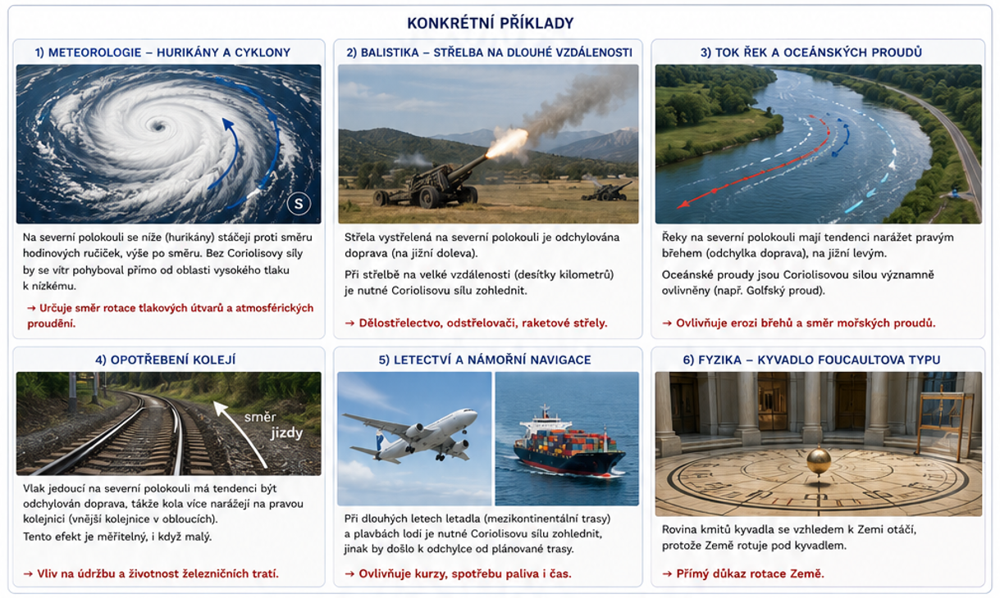 KONKRÉTNÍ PŘÍKLADY
1) METEOROLOGIE – HURIKÁNY A CYKLONY
S
Na severní polokouli se níže (hurikány) stáčejí proti směru
hodinových ručiček, výše po směru. Bez Coriolisovy síly
by se vítr pohyboval přímo od oblasti vysokého tlaku
k nízkému.
→ Určuje směr rotace tlakových útvarů a atmosférických
proudění.
2) BALISTIKA – STŘELBA NA DLOUHÉ VZDÁLENOSTI
Střela vystřelená na severní polokouli je odchylována
doprava (na jižní doleva).
Při střelbě na velké vzdálenosti (desítky kilometrů)
je nutné Coriolisovu sílu zohlednit.
→ Dělostřelectvo, odstřelovači, raketové střely.
3) TOK ŘEK A OCEÁNSKÝCH PROUDŮ
Řeky na severní polokouli mají tendenci narážet pravým
břehem (odchylka doprava), na jižní levým.
Oceánské proudy jsou Coriolisovou silou významně
ovlivněny (např. Golfský proud).
→ Ovlivňuje erozi břehů a směr mořských proudů.
4) OPOTŘEBENÍ KOLEJÍ
směr
jizdy
Vlak jedoucí na severní polokouli má tendenci být
odchylován doprava, tákže kola více narážejí na pravou
kolejnici (vnější kolejnice v obloucích).
Tento efekt je měřitelný, i když malý.
→ Vliv na údržbu a životnost železničních tratí.
5) LETECTVÍ A NÁMOŘNÍ NAVIGACE
Při dlouhých letech letadla (mezikontinentální trasy)
a plavbách lodí je nutné Coriolisovu sílu zohlednit,
jinak by došlo k odchylce od plánované trasy.
→ Ovlivňuje kurzy, spotřebu paliva i čas.
6) FYZIKA – KYVADLO FOUCAULTOVA TYPU
Rovina kmitů kyvadla se vzhledem k Zemi otáčí,
protože Země rotuje pod kyvadlem.
→ Přímý důkaz rotace Země.